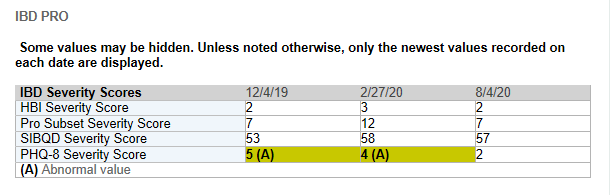 IBD PRO
Some values may be hidden. Unless noted otherwise, only the newest values recorded on
each date are displayed.
IBD Severity Scores 12/4/19 2/27/20 8/4/20
HBI Severity Score 2 3 2
Pro Subset Severity Score 7 12 7
SIBQD Severity Score 53 58 57
PHQ-8 Severity Score 5 (A) 4 (A) 2
(A) Abnormal value